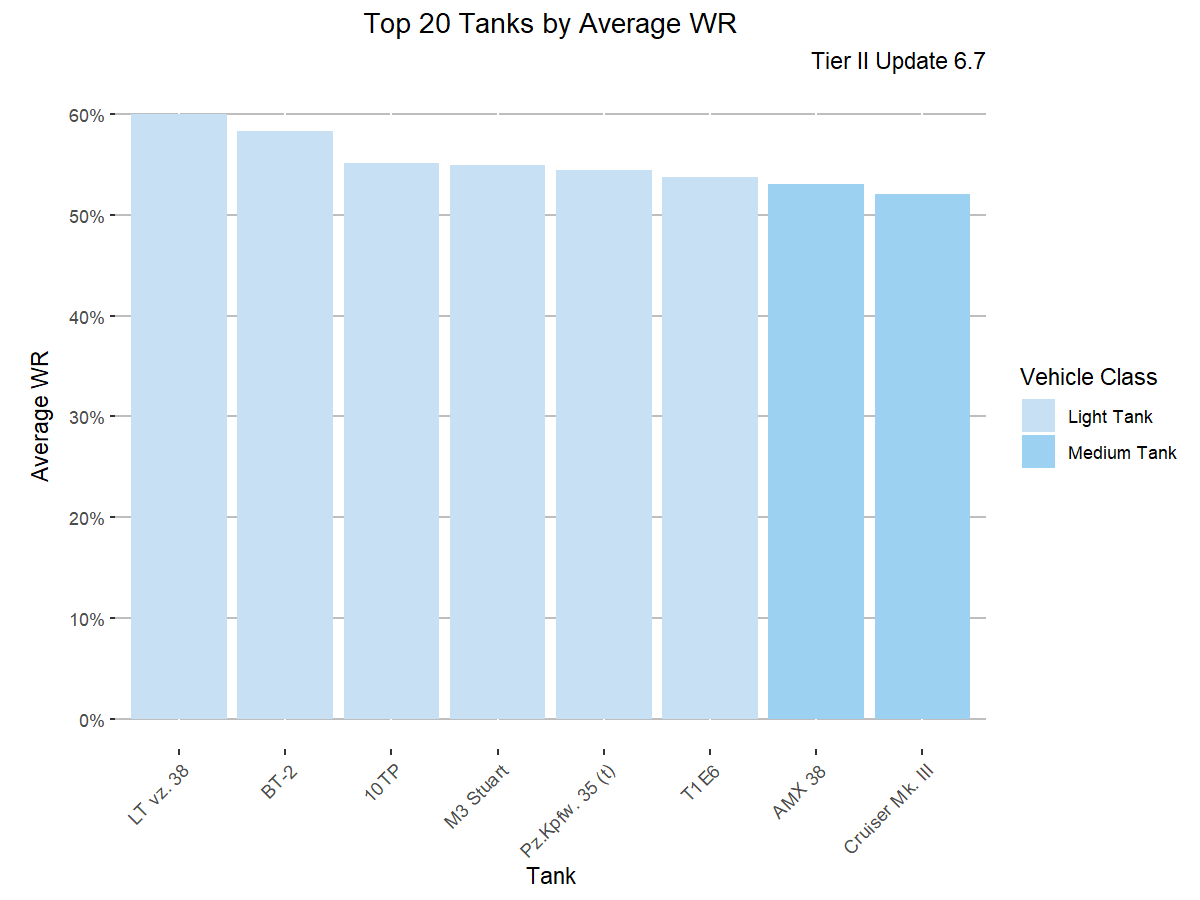 Top 20 Tanks by Average WR
Tier II Update 6.7
60%
50%
40%
30%
20%
10%
0%
Average WR
LT vz. 38
BT-2
10TP
M3 Stuart
Pz.Kpfw. 35 (t)
T1E6
AMX 38
Cruiser Mk. III
Tank
Vehicle Class
Light Tank
Medium Tank